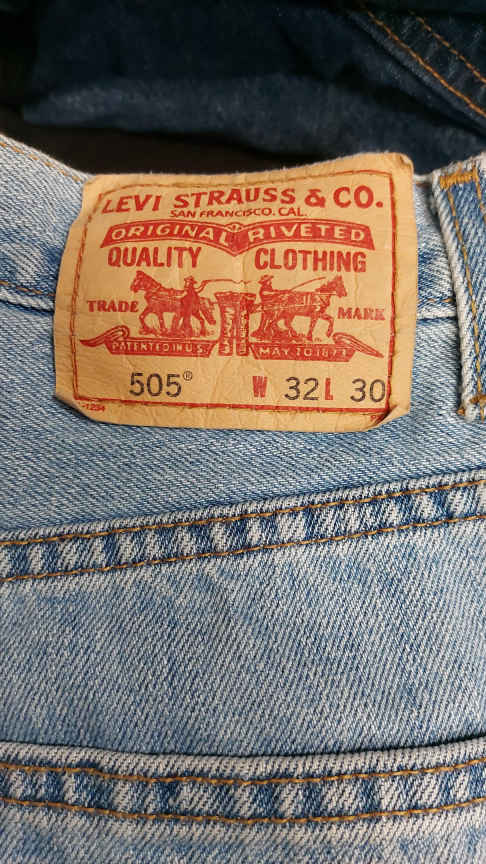 LEVI STRAUSS & CO.
SAN FRANCISCO. CAL.
ORIGINAL RIVETED
QUALITY CLOTHING
TRADE MARK
PATENTED IN U.S. MAY 20 1873
505® W 32 L 30